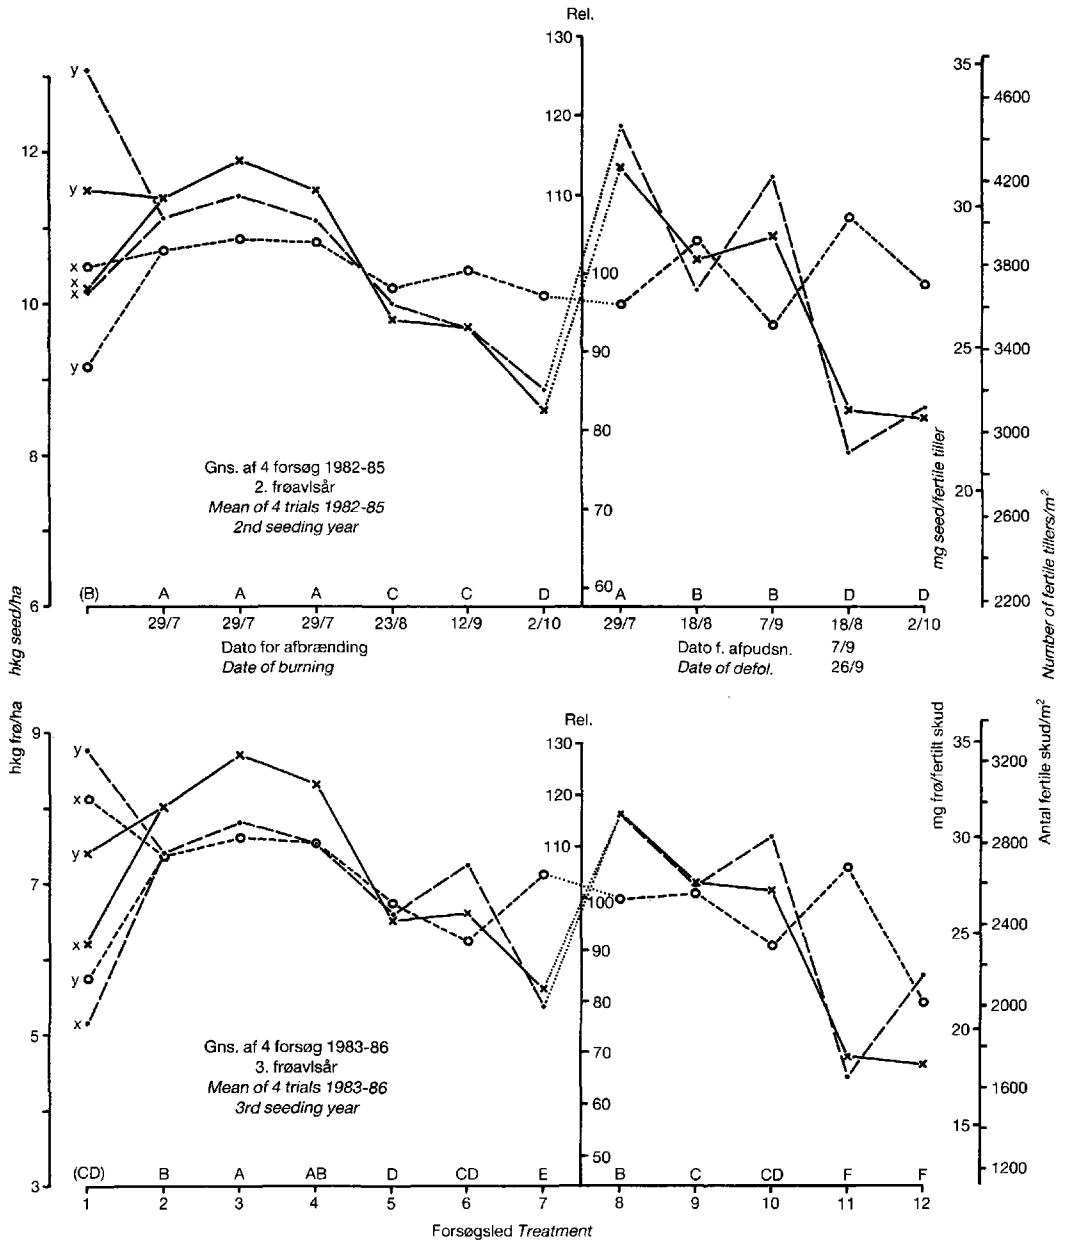 Rel.
130
120
110
100
90
80
70
60
35
30
25
20
4600
4200
3800
3400
3000
2600
2200
12
10
8
6
y
y
x
x
x
y
Gns. af 4 forsøg 1982-85
2. frøavlsår
Mean of 4 trials 1982-85
2nd seeding year
hkg seed/ha
mg seed/fertile tiller
Number of fertile tillers/m²
(B) A A A C C D A B B D D
29/7 29/7 29/7 23/8 12/9 2/10 29/7 18/8 7/9 18/8 2/10
Dato for afbrænding Dato f. afpudsn. 7/9
Date of burning Date of defol. 26/9
hkg frø/ha
mg frø/fertilt skud
Antal fertile skud/m²
Rel.
130
120
110
100
90
80
70
60
50
35
30
25
20
15
3200
2800
2400
2000
1600
1200
9
7
5
3
y
x
y
x
y
x
Gns. af 4 forsøg 1983-86
3. frøavlsår
Mean of 4 trials 1983-86
3rd seeding year
(CD) B A AB D CD E B C CD F F
1 2 3 4 5 6 7 8 9 10 11 12
Forsøgsled Treatment